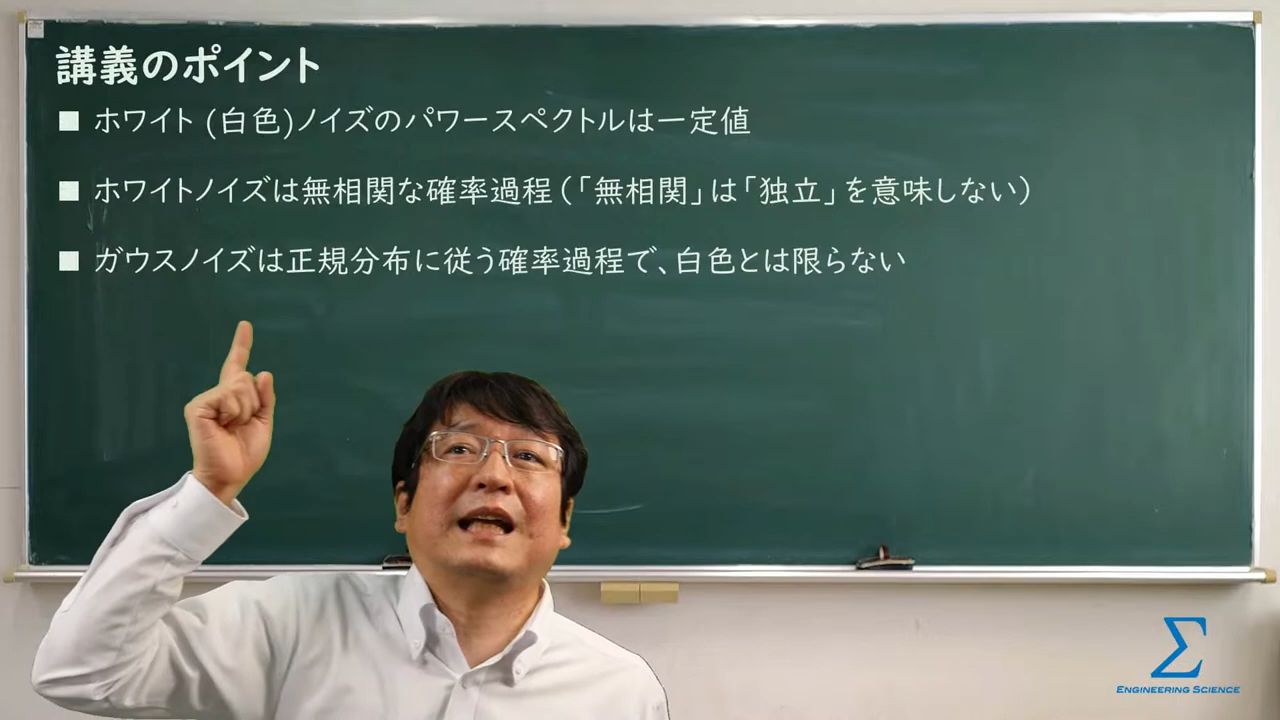 講義のポイント
■ ホワイト (白色)ノイズのパワースペクトルは一定値
■ ホワイトノイズは無相関な確率過程（「無相関」は「独立」を意味しない）
■ ガウスノイズは正規分布に従う確率過程で、白色とは限らない
Σ
ENGINEERING SCIENCE